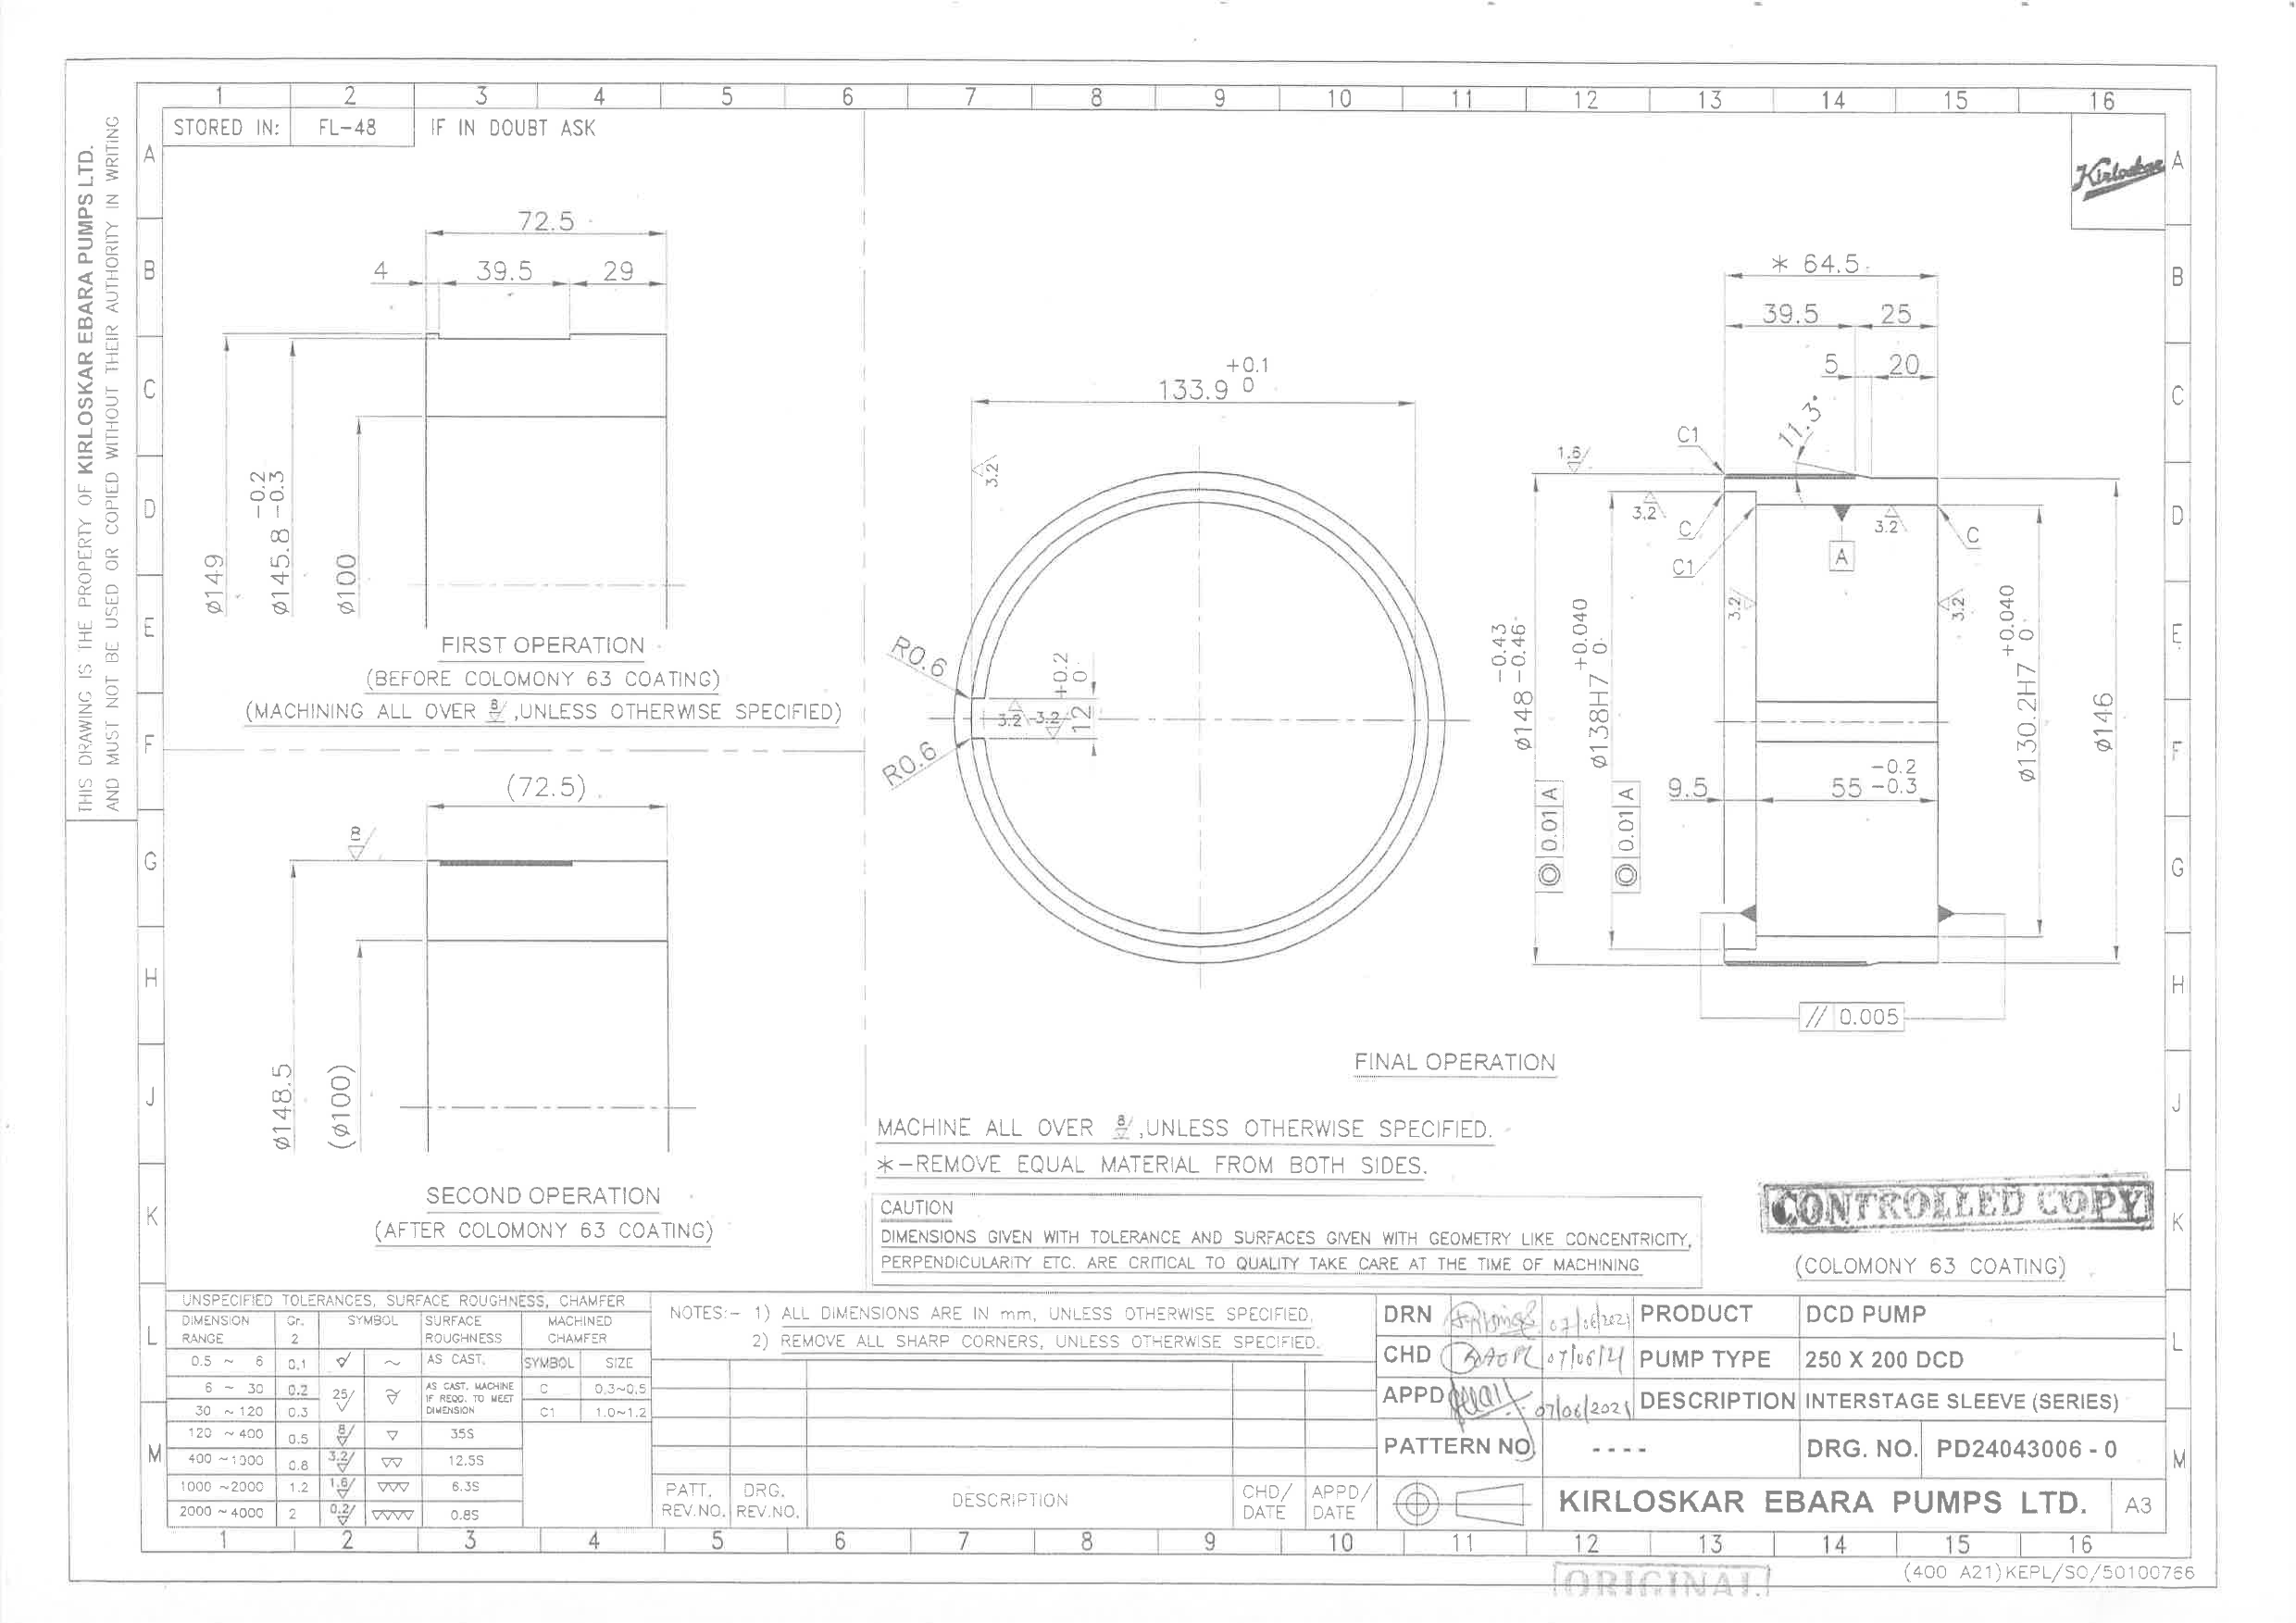 1 2 3 4 5 6 7 8 9 10 11 12 13 14 15 16
STORED IN: FL-48 IF IN DOUBT ASK
Kirloskar
THIS DRAWING IS THE PROPERTY OF KIRLOSKAR EBARA PUMPS LTD.
AND MUST NOT BE USED OR COPIED WITHOUT THEIR AUTHORITY IN WRITING
A B C D E F G H J K L M
72.5
4 39.5 29
ø149
ø145.8 -0.2 -0.3
ø100
FIRST OPERATION
(BEFORE COLOMONY 63 COATING)
(MACHINING ALL OVER 8 ,UNLESS OTHERWISE SPECIFIED)
(72.5)
8
ø148.5
(ø100)
SECOND OPERATION
(AFTER COLOMONY 63 COATING)
133.9 +0.1 0
3.2
R0.6
R0.6
3.2 3.2
12 +0.2 0
* 64.5
39.5 25
5 20
11.3°
C1
1.6
3.2
C
C1
A
3.2
C
3.2
3.2
ø148 -0.43 -0.46
ø138H7 +0.040 0
ø130.2H7 +0.040 0
ø146
9.5
55 -0.2 -0.3
◎ 0.01 A
◎ 0.01 A
// 0.005
FINAL OPERATION
MACHINE ALL OVER 8 ,UNLESS OTHERWISE SPECIFIED.
*-REMOVE EQUAL MATERIAL FROM BOTH SIDES.
CAUTION
DIMENSIONS GIVEN WITH TOLERANCE AND SURFACES GIVEN WITH GEOMETRY LIKE CONCENTRICITY,
PERPENDICULARITY ETC. ARE CRITICAL TO QUALITY TAKE CARE AT THE TIME OF MACHINING
CONTROLLED COPY
(COLOMONY 63 COATING)
UNSPECIFIED TOLERANCES, SURFACE ROUGHNESS, CHAMFER
DIMENSION RANGE Gr. 2 SYMBOL SURFACE ROUGHNESS MACHINED CHAMFER
0.5 ~ 6 0.1 ~ AS CAST. SYMBOL SIZE
6 ~ 30 0.2 25 AS CAST. MACHINE IF REQD. TO MEET DIMENSION C 0.3~0.5
30 ~ 120 0.3 C1 1.0~1.2
120 ~ 400 0.5 8 ▽ 35S
400 ~1000 0.8 3.2 ▽▽ 12.5S
1000 ~2000 1.2 1.6 ▽▽▽ 6.3S
2000 ~ 4000 2 0.2 ▽▽▽▽ 0.8S
NOTES:- 1) ALL DIMENSIONS ARE IN mm, UNLESS OTHERWISE SPECIFIED.
2) REMOVE ALL SHARP CORNERS, UNLESS OTHERWISE SPECIFIED.
PATT. REV.NO. DRG. REV.NO. DESCRIPTION CHD/ DATE APPD/ DATE
DRN 07/06/2021 PRODUCT DCD PUMP
CHD 07/06/21 PUMP TYPE 250 X 200 DCD
APPD 07/06/2021 DESCRIPTION INTERSTAGE SLEEVE (SERIES)
PATTERN NO ---- DRG. NO. PD24043006 - 0
KIRLOSKAR EBARA PUMPS LTD. A3
1 2 3 4 5 6 7 8 9 10 11 12 13 14 15 16
ORIGINAL
(400 A21)KEPL/SO/50100766